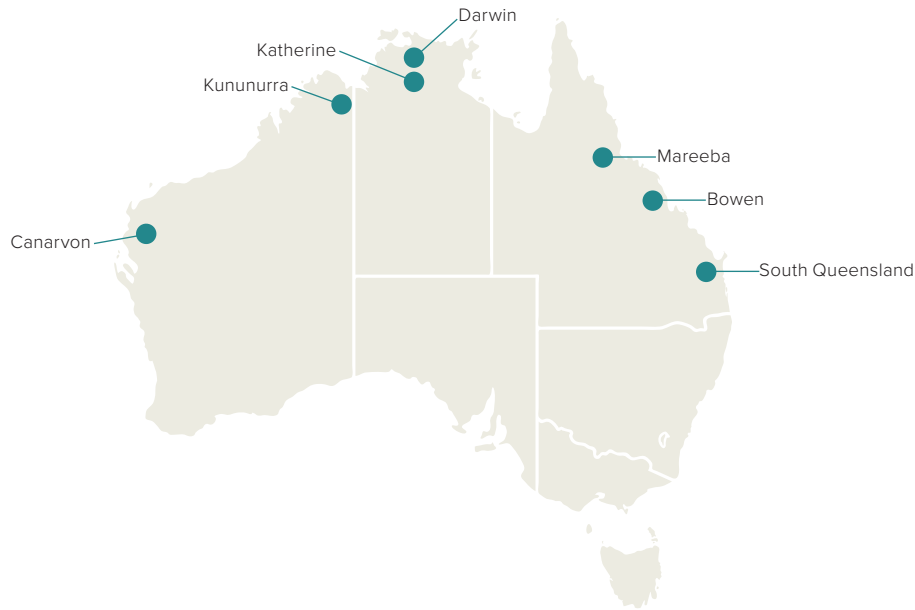 Darwin
Katherine
Kununurra
Mareeba
Bowen
Canarvon
South Queensland